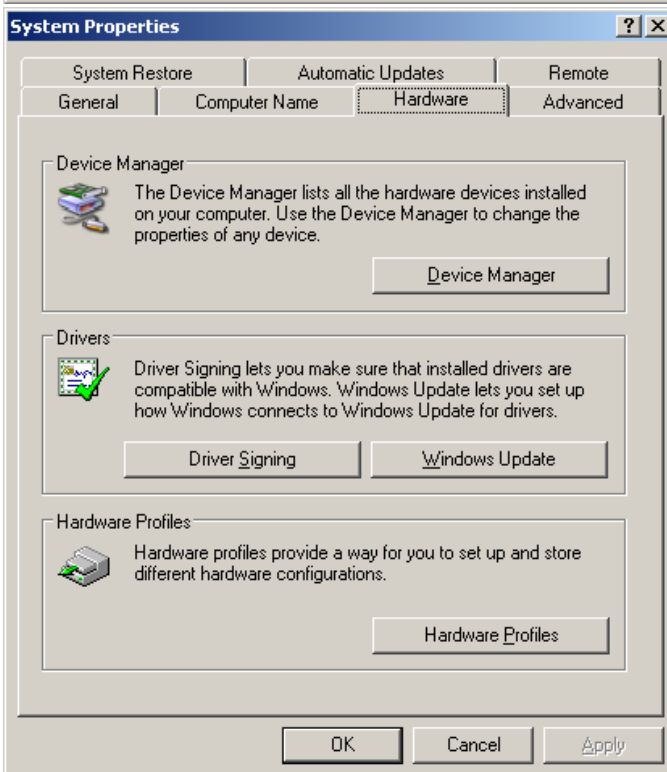 System Properties
System Restore Automatic Updates Remote
General Computer Name Hardware Advanced
Device Manager
The Device Manager lists all the hardware devices installed
on your computer. Use the Device Manager to change the
properties of any device.
Device Manager
Drivers
Driver Signing lets you make sure that installed drivers are
compatible with Windows. Windows Update lets you set up
how Windows connects to Windows Update for drivers.
Driver Signing Windows Update
Hardware Profiles
Hardware profiles provide a way for you to set up and store
different hardware configurations.
Hardware Profiles
OK Cancel Apply